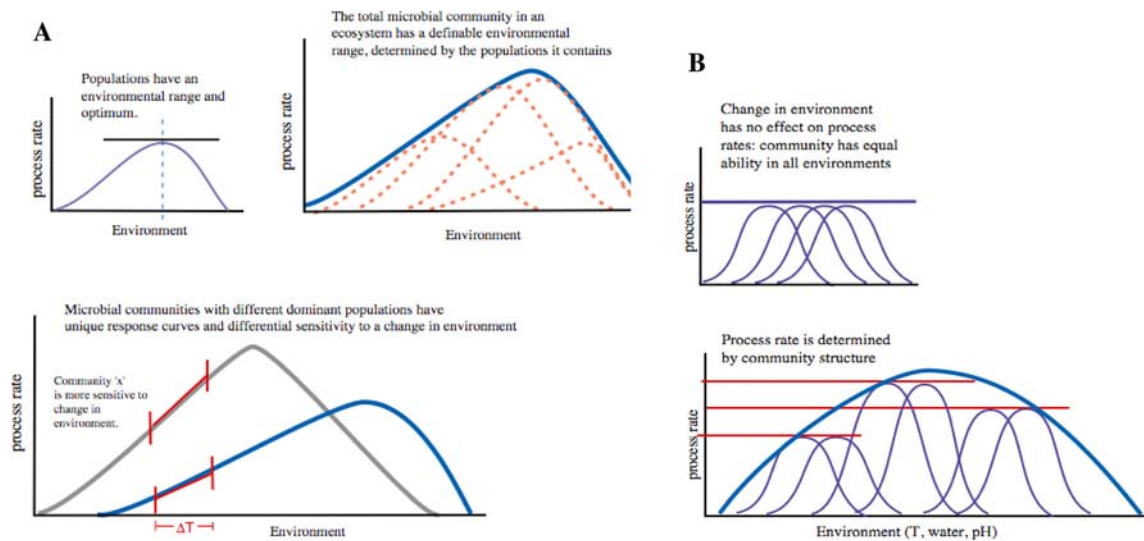 A
Populations have an
environmental range and
optimum.
process rate
Environment
The total microbial community in an
ecosystem has a definable environmental
range, determined by the populations it contains
process rate
Environment
Microbial communities with different dominant populations have
unique response curves and differential sensitivity to a change in environment
Community 'x'
is more sensitive to
change in
environment.
process rate
ΔT
Environment
B
Change in environment
has no effect on process
rates: community has equal
ability in all environments
process rate
Process rate is determined
by community structure
process rate
Environment (T, water, pH)